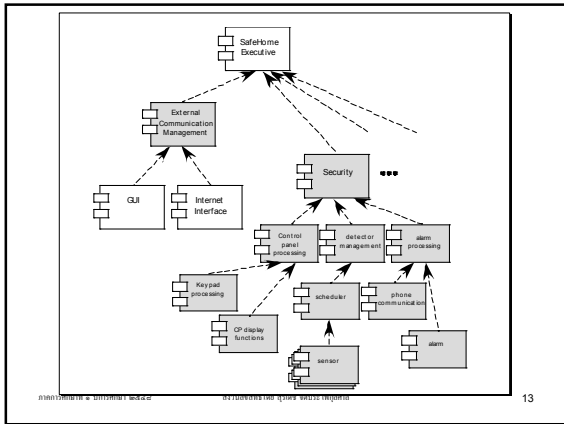 SafeHome
Executive
External
Communication
Management
Security
GUI
Internet
Interface
Control
panel
processing
detector
management
alarm
processing
Keypad
processing
scheduler
phone
communication
CP display
functions
alarm
sensor
13